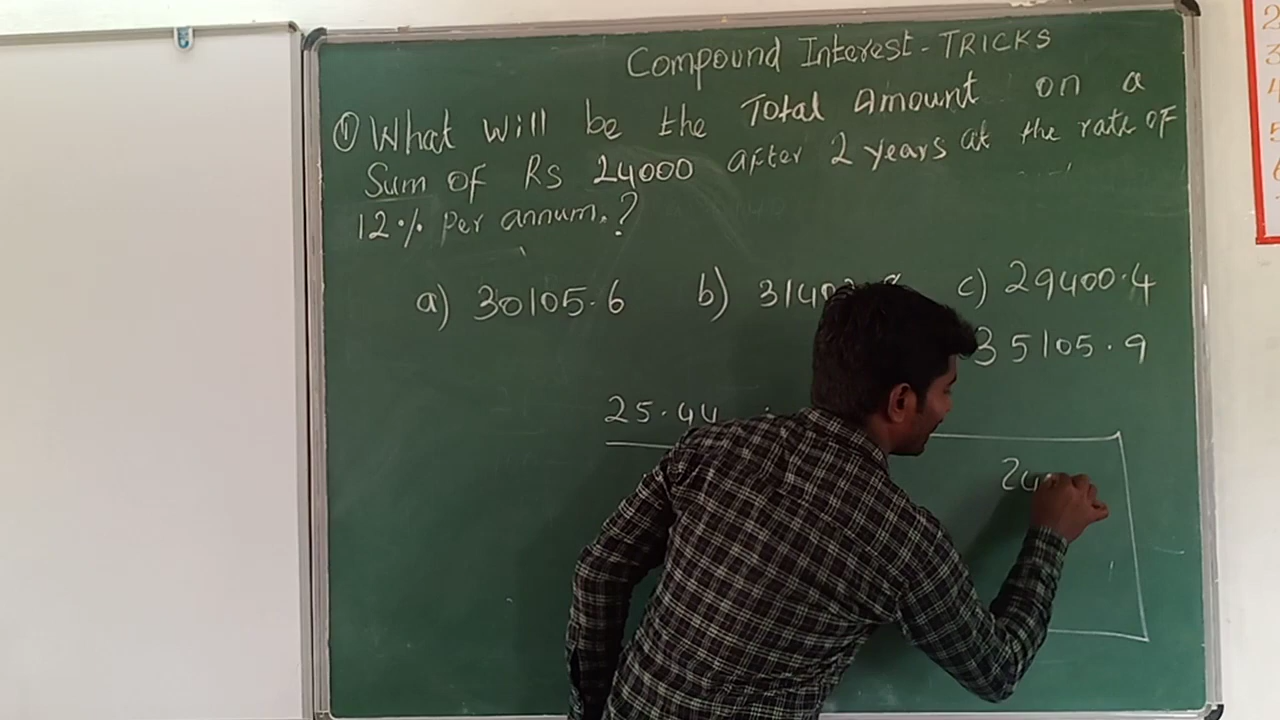 Compound Interest - TRICKS
① What will be the Total Amount on a
Sum of Rs 24000 after 2 years at the rate of
12% Per annum.?
a) 30105.6 b) c) 29400.4
35105.9
25.44